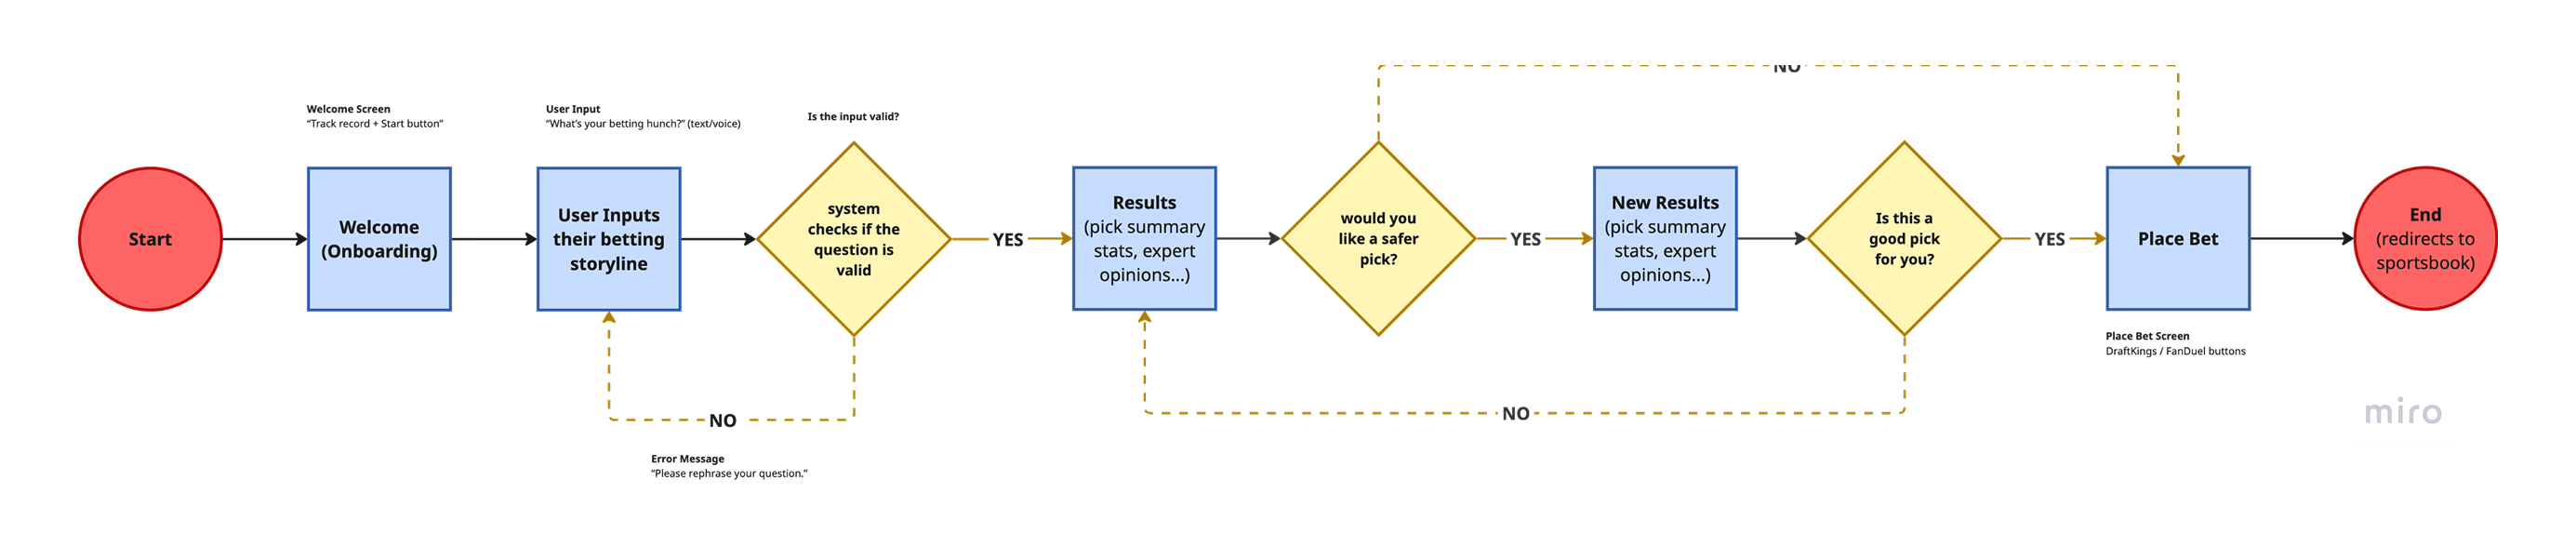 NO
Welcome Screen
“Track record + Start button”
User Input
“What’s your betting hunch?” (text/voice)
Is the input valid?
Start
Welcome
(Onboarding)
User Inputs
their betting
storyline
system
checks if the
question is
valid
YES
Results
(pick summary
stats, expert
opinions...)
would you
like a safer
pick?
YES
New Results
(pick summary
stats, expert
opinions...)
Is this a
good pick
for you?
YES
Place Bet
End
(redirects to
sportsbook)
Place Bet Screen
DraftKings / FanDuel buttons
NO
NO
miro
Error Message
“Please rephrase your question.”